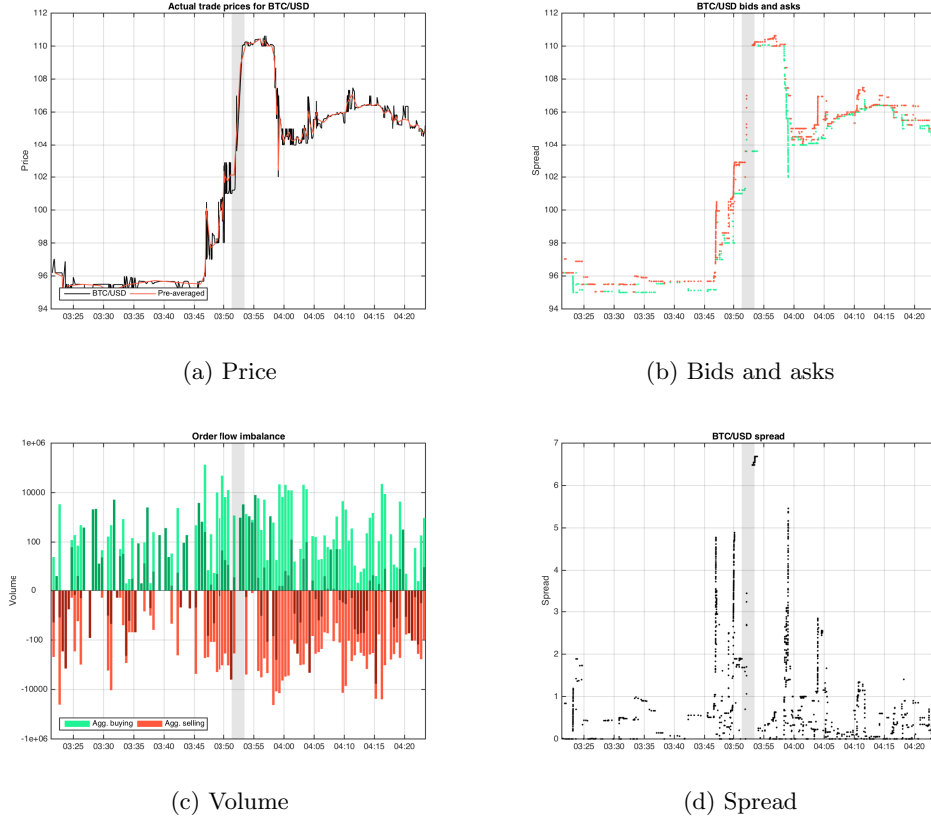 Actual trade prices for BTC/USD
112
110
108
106
104
102
100
98
96
94
Price
BTC/USD
Pre-averaged
03:25 03:30 03:35 03:40 03:45 03:50 03:55 04:00 04:05 04:10 04:15 04:20
(a) Price
BTC/USD bids and asks
112
110
108
106
104
102
100
98
96
94
Spread
03:25 03:30 03:35 03:40 03:45 03:50 03:55 04:00 04:05 04:10 04:15 04:20
(b) Bids and asks
Order flow imbalance
1e+06
10000
100
0
-100
-10000
-1e+06
Volume
Agg. buying
Agg. selling
03:25 03:30 03:35 03:40 03:45 03:50 03:55 04:00 04:05 04:10 04:15 04:20
(c) Volume
BTC/USD spread
7
6
5
4
3
2
1
0
Spread
03:25 03:30 03:35 03:40 03:45 03:50 03:55 04:00 04:05 04:10 04:15 04:20
(d) Spread